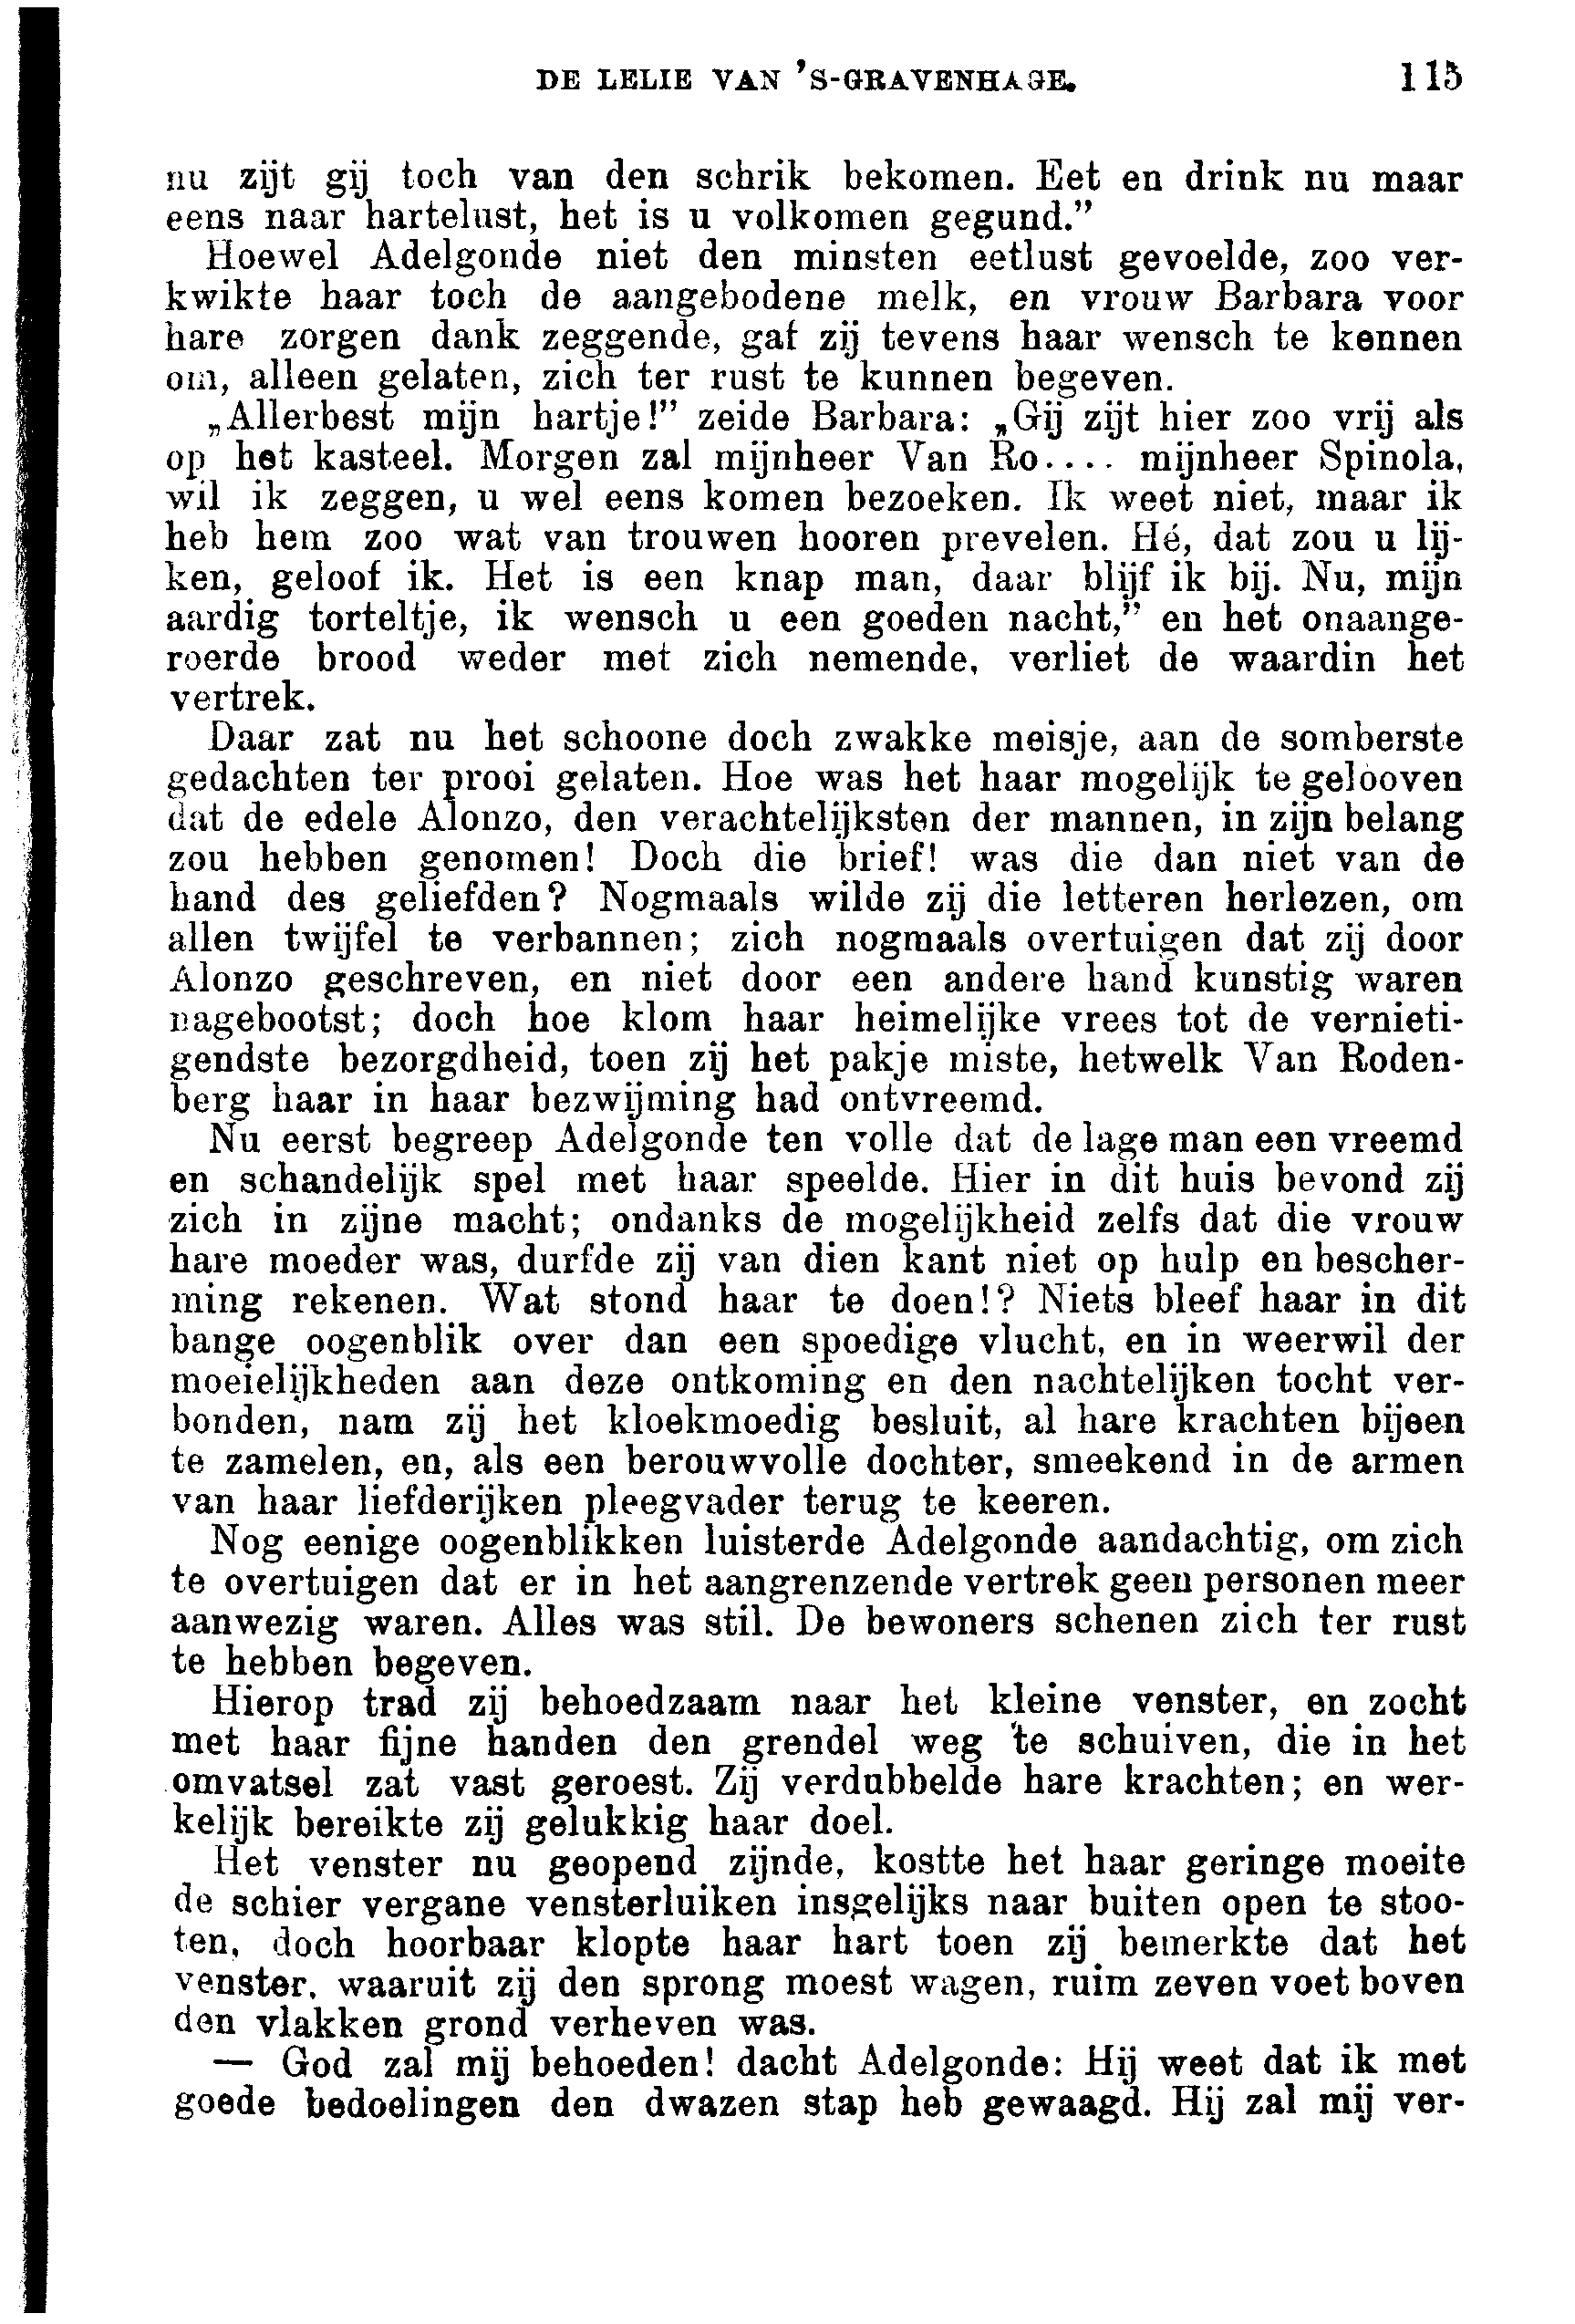 DE LELIE VAN 'S-GRAVENHAGE. 115
nu zijt gij toch van den schrik bekomen. Eet en drink nu maar
eens naar hartelust, het is u volkomen gegund.”
Hoewel Adelgonde niet den minsten eetlust gevoelde, zoo ver-
kwikte haar toch de aangebodene melk, en vrouw Barbara voor
hare zorgen dank zeggende, gaf zij tevens haar wensch te kennen
om, alleen gelaten, zich ter rust te kunnen begeven.
„Allerbest mijn hartje!” zeide Barbara: „Gij zijt hier zoo vrij als
op het kasteel. Morgen zal mijnheer Van Ro.... mijnheer Spinola,
wil ik zeggen, u wel eens komen bezoeken. Ik weet niet, maar ik
heb hem zoo wat van trouwen hooren prevelen. Hé, dat zou u lij-
ken, geloof ik. Het is een knap man, daar blijf ik bij. Nu, mijn
aardig torteltje, ik wensch u een goeden nacht,” en het onaange-
roerde brood weder met zich nemende, verliet de waardin het
vertrek.
Daar zat nu het schoone doch zwakke meisje, aan de somberste
gedachten ter prooi gelaten. Hoe was het haar mogelijk te gelooven
dat de edele Alonzo, den verachtelijksten der mannen, in zijn belang
zou hebben genomen! Doch die brief! was die dan niet van de
hand des geliefden? Nogmaals wilde zij die letteren herlezen, om
allen twijfel te verbannen; zich nogmaals overtuigen dat zij door
Alonzo geschreven, en niet door een andere hand kunstig waren
nagebootst; doch hoe klom haar heimelijke vrees tot de vernieti-
gendste bezorgdheid, toen zij het pakje miste, hetwelk Van Roden-
berg haar in haar bezwijming had ontvreemd.
Nu eerst begreep Adelgonde ten volle dat de lage man een vreemd
en schandelijk spel met haar speelde. Hier in dit huis bevond zij
zich in zijne macht; ondanks de mogelijkheid zelfs dat die vrouw
hare moeder was, durfde zij van dien kant niet op hulp en bescher-
ming rekenen. Wat stond haar te doen!? Niets bleef haar in dit
bange oogenblik over dan een spoedige vlucht, en in weerwil der
moeielijkheden aan deze ontkoming en den nachtelijken tocht ver-
bonden, nam zij het kloekmoedig besluit, al hare krachten bijeen
te zamelen, en, als een berouwvolle dochter, smeekend in de armen
van haar liefderijken pleegvader terug te keeren.
Nog eenige oogenblikken luisterde Adelgonde aandachtig, om zich
te overtuigen dat er in het aangrenzende vertrek geen personen meer
aanwezig waren. Alles was stil. De bewoners schenen zich ter rust
te hebben begeven.
Hierop trad zij behoedzaam naar het kleine venster, en zocht
met haar fijne handen den grendel weg te schuiven, die in het
omvatsel zat vast geroest. Zij verdubbelde hare krachten; en wer-
kelijk bereikte zij gelukkig haar doel.
Het venster nu geopend zijnde, kostte het haar geringe moeite
de schier vergane vensterluiken insgelijks naar buiten open te stoo-
ten, doch hoorbaar klopte haar hart toen zij bemerkte dat het
venster, waaruit zij den sprong moest wagen, ruim zeven voet boven
den vlakken grond verheven was.
— God zal mij behoeden! dacht Adelgonde: Hij weet dat ik met
goede bedoelingen den dwazen stap heb gewaagd. Hij zal mij ver-